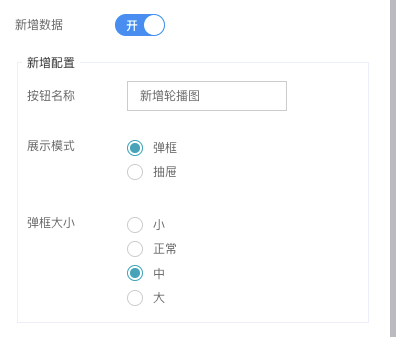 新增数据 开
新增配置
按钮名称 新增轮播图
展示模式 弹框
抽屉
弹框大小 小
正常
中
大